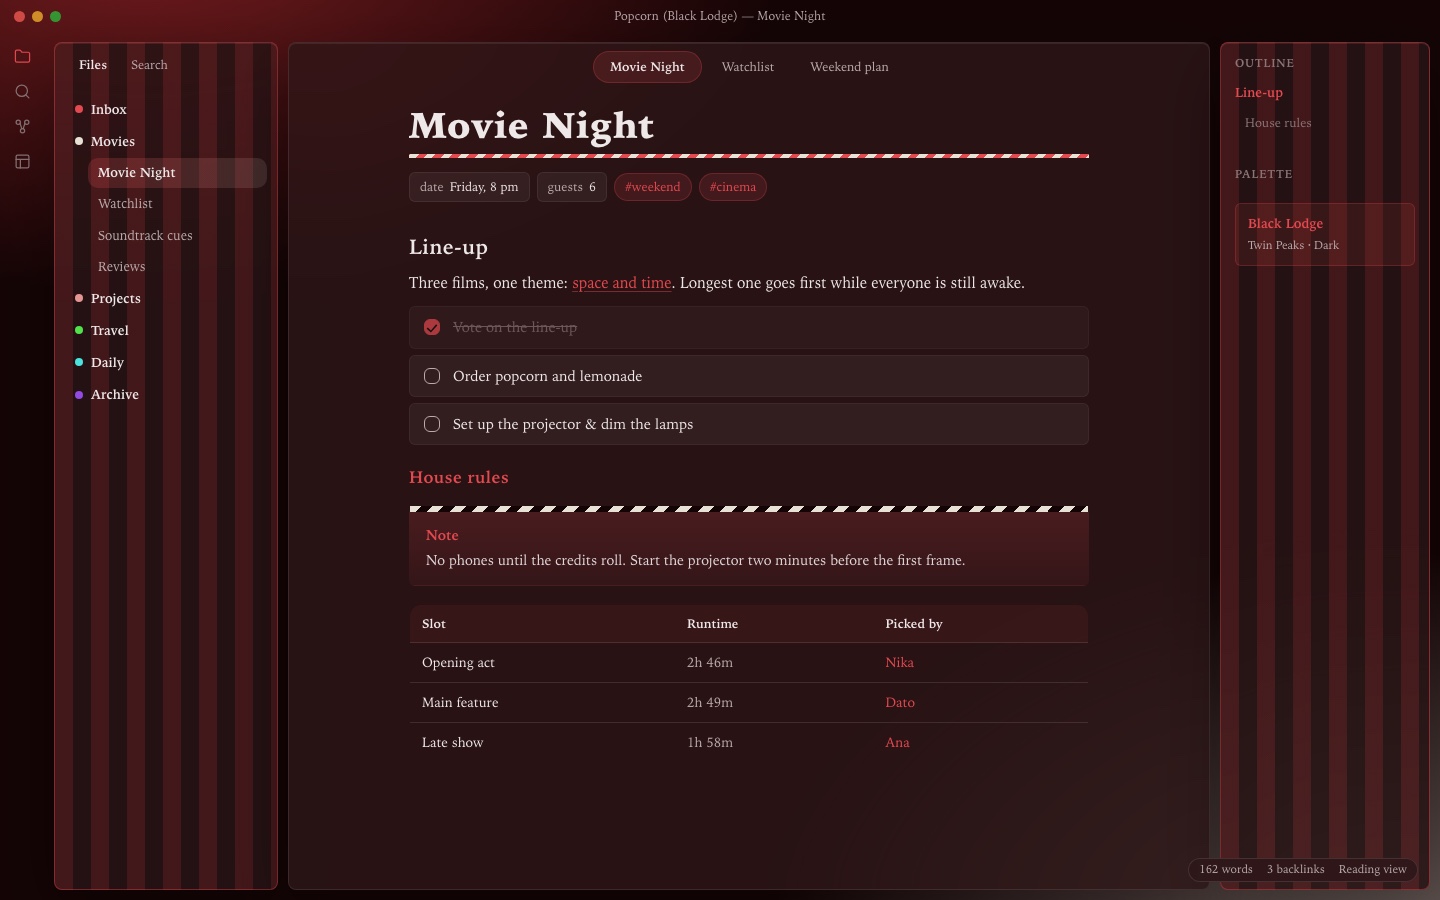 Popcorn (Black Lodge) — Movie Night
Files Search
Inbox
Movies
Movie Night
Watchlist
Soundtrack cues
Reviews
Projects
Travel
Daily
Archive
Movie Night Watchlist Weekend plan
Movie Night
date Friday, 8 pm guests 6 #weekend #cinema
Line-up
Three films, one theme: space and time. Longest one goes first while everyone is still awake.
Vote on the line-up
Order popcorn and lemonade
Set up the projector & dim the lamps
House rules
Note
No phones until the credits roll. Start the projector two minutes before the first frame.
Slot Runtime Picked by
Opening act 2h 46m Nika
Main feature 2h 49m Dato
Late show 1h 58m Ana
OUTLINE
Line-up
House rules
PALETTE
Black Lodge
Twin Peaks · Dark
162 words 3 backlinks Reading view